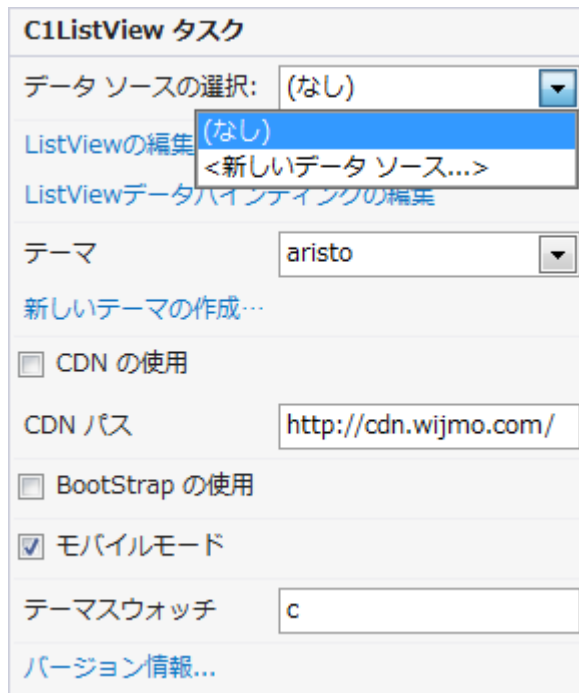 C1ListView タスク
データ ソースの選択: (なし)
(なし)
ListViewの編集
<新しいデータ ソース...>
ListViewデータバインディングの編集
テーマ aristo
新しいテーマの作成…
CDN の使用
CDN パス http://cdn.wijmo.com/
BootStrap の使用
モバイルモード
テーマスウォッチ c
バージョン情報...